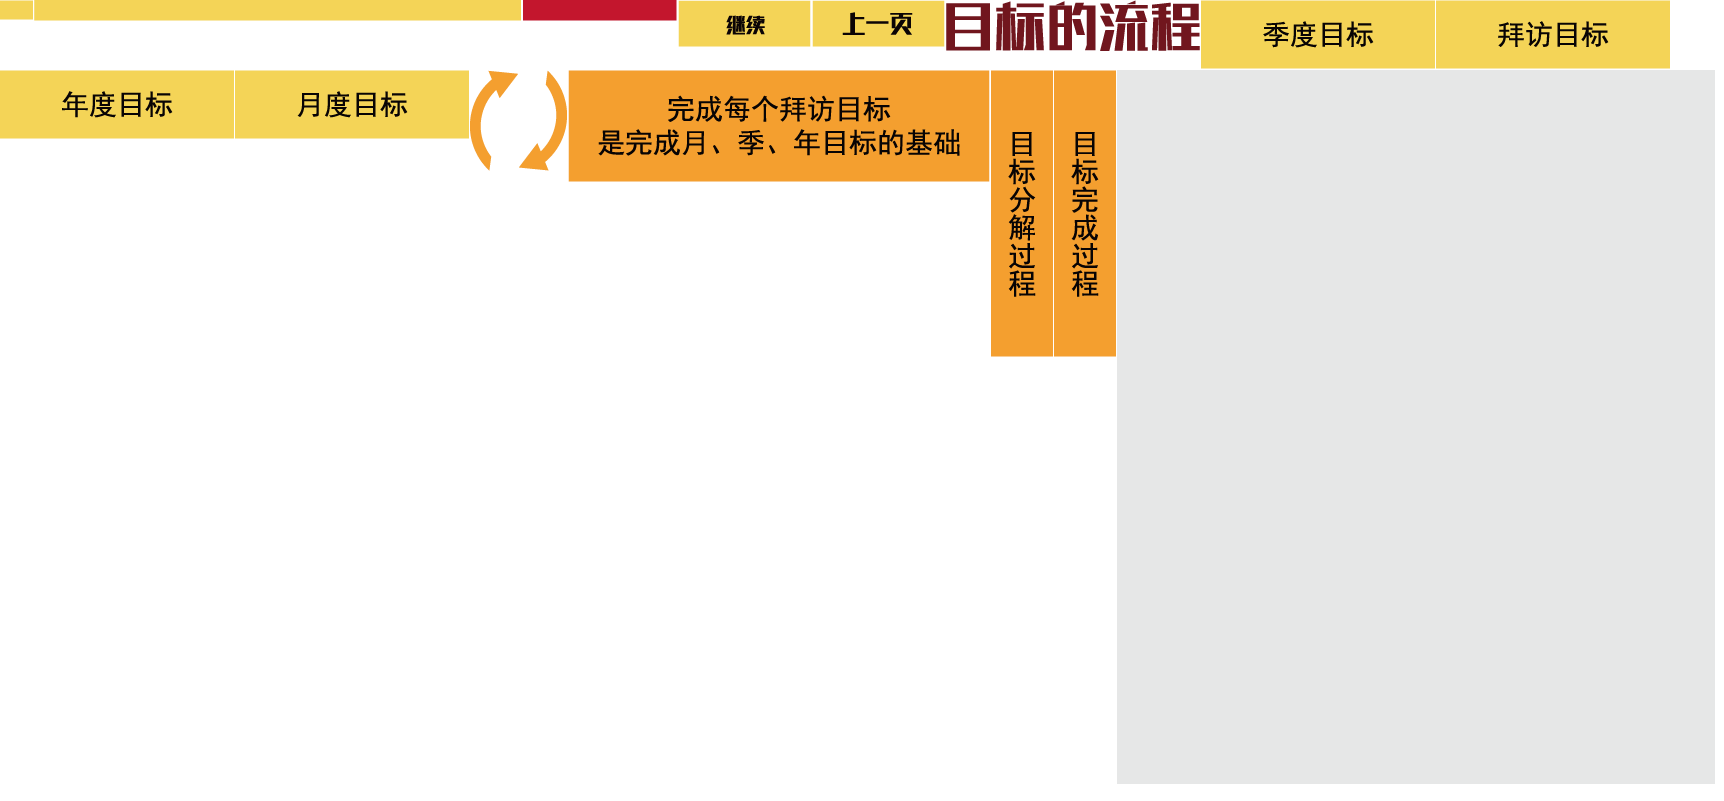 继续
上一页
目标的流程
季度目标
拜访目标
年度目标
月度目标
完成每个拜访目标
是完成月、季、年目标的基础
目标分解过程
目标完成过程